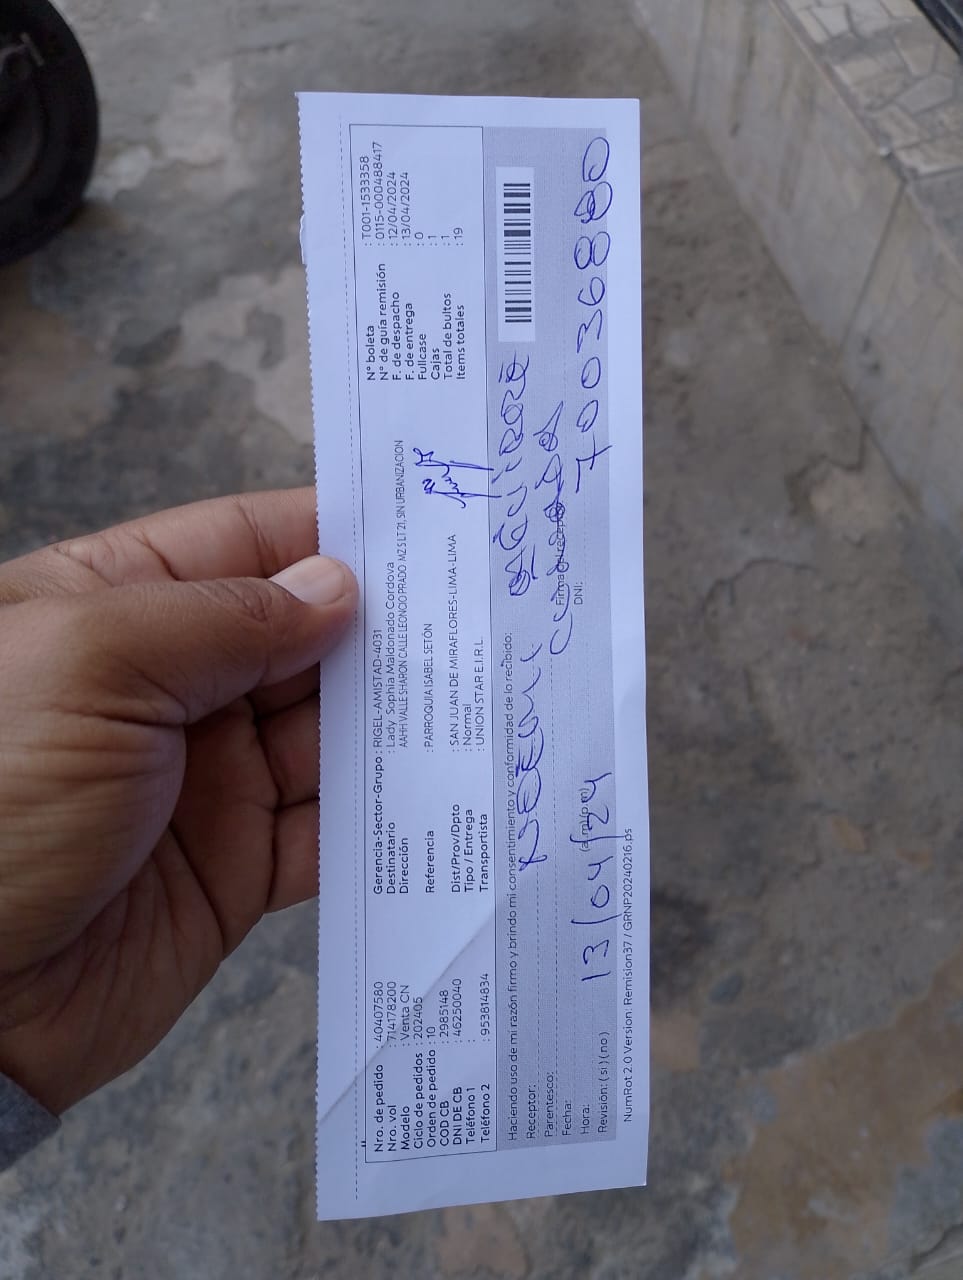 Nro. de pedido : 40407580
Nro. vol : 714178200
Modelo : Venta CN
Ciclo de pedidos : 202405
Orden de pedido : 10
COD CB : 2985148
DNI DE CB : 46250040
Teléfono 1 :
Teléfono 2 : 953814834
Gerencia-Sector-Grupo : RIGEL-AMISTAD-4031
Destinatario : Lady Sophia Maldonado Cordova
Dirección AAHH VALLE SHARON CALLE LEONCIO PRADO MZ S LT 21, SIN URBANIZACION
Referencia : PARROQUIA ISABEL SETÓN
Dist/Prov/Dpto : SAN JUAN DE MIRAFLORES-LIMA-LIMA
Tipo / Entrega : Normal
Transportista : UNION STAR E.I.R.L.
N° boleta : T001-1533358
N° de guía remisión : 0115-000488417
F. de despacho : 12/04/2024
F. de entrega : 13/04/2024
Fullcase : 0
Cajas : 1
Total de bultos : 1
Items totales : 19
Haciendo uso de mi razón firmo y brindo mi consentimiento y conformidad de lo recibido:
Receptor:
Parentesco:
Fecha: 13/04/24
Hora: (a.m)(p.m)
Revisión: ( si ) ( no )
Firma del receptor
DNI: 70036880
NumRot 2.0 Version: Remision37 / GRNP20240216.ps